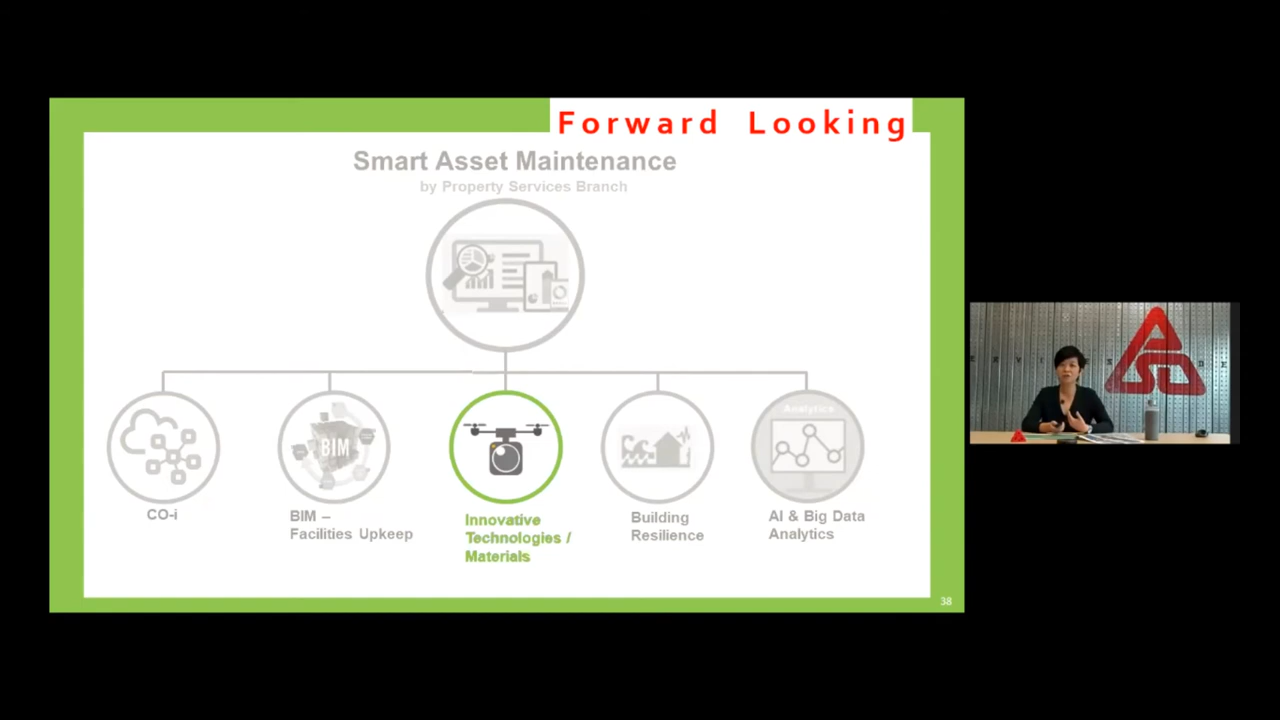 Forward Looking
Smart Asset Maintenance
by Property Services Branch
BIM
Analytics
CO-i
BIM –
Facilities Upkeep
Innovative
Technologies /
Materials
Building
Resilience
AI & Big Data
Analytics
38